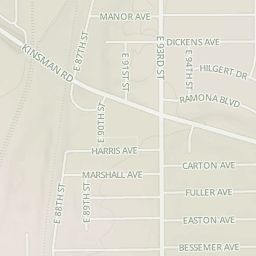 MANOR AVE
DICKENS AVE
KINSMAN RD
E 87TH ST
E 91ST ST
E 93RD ST
E 94TH ST
HILGERT DR
RAMONA BLVD
E 90TH ST
HARRIS AVE
CARTON AVE
MARSHALL AVE
FULLER AVE
E 88TH ST
E 89TH ST
EASTON AVE
BESSEMER AVE